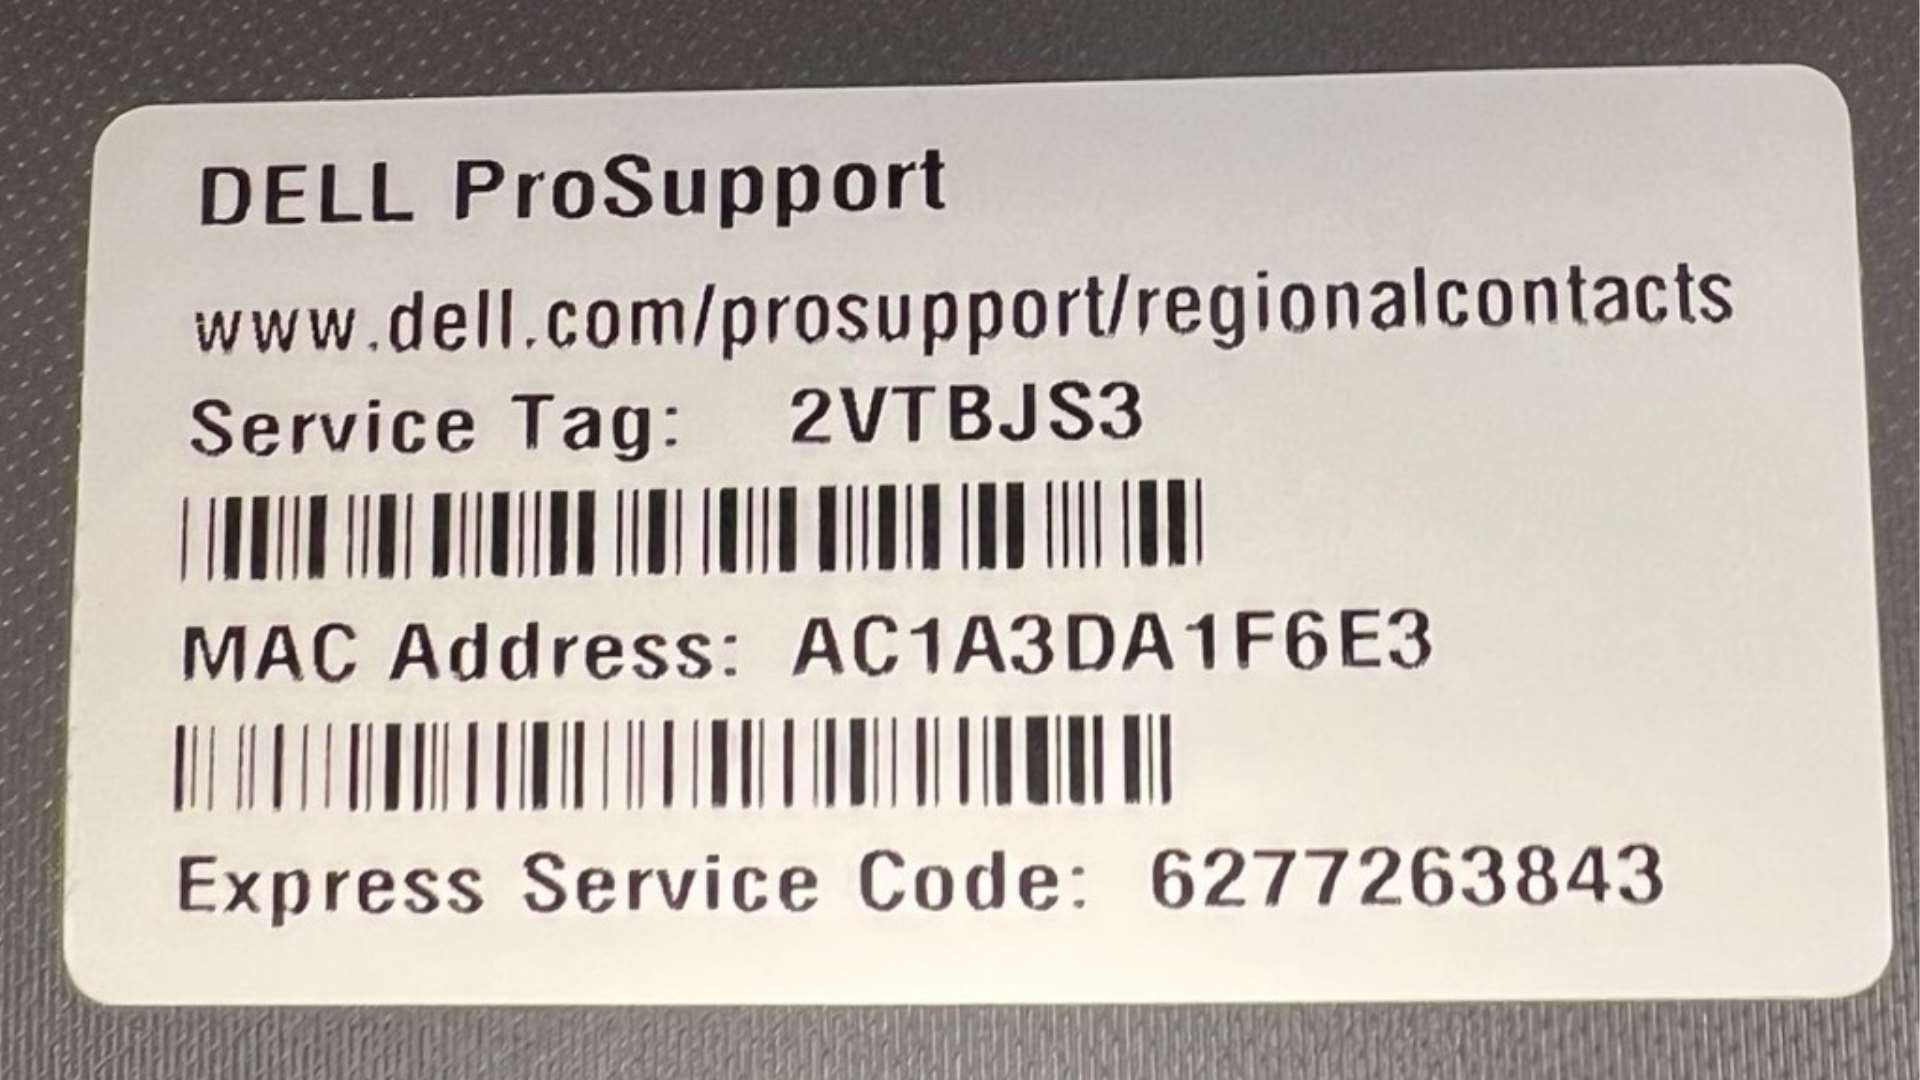 DELL ProSupport
www.dell.com/prosupport/regionalcontacts
Service Tag: 2VTBJS3
MAC Address: AC1A3DA1F6E3
Express Service Code: 6277263843